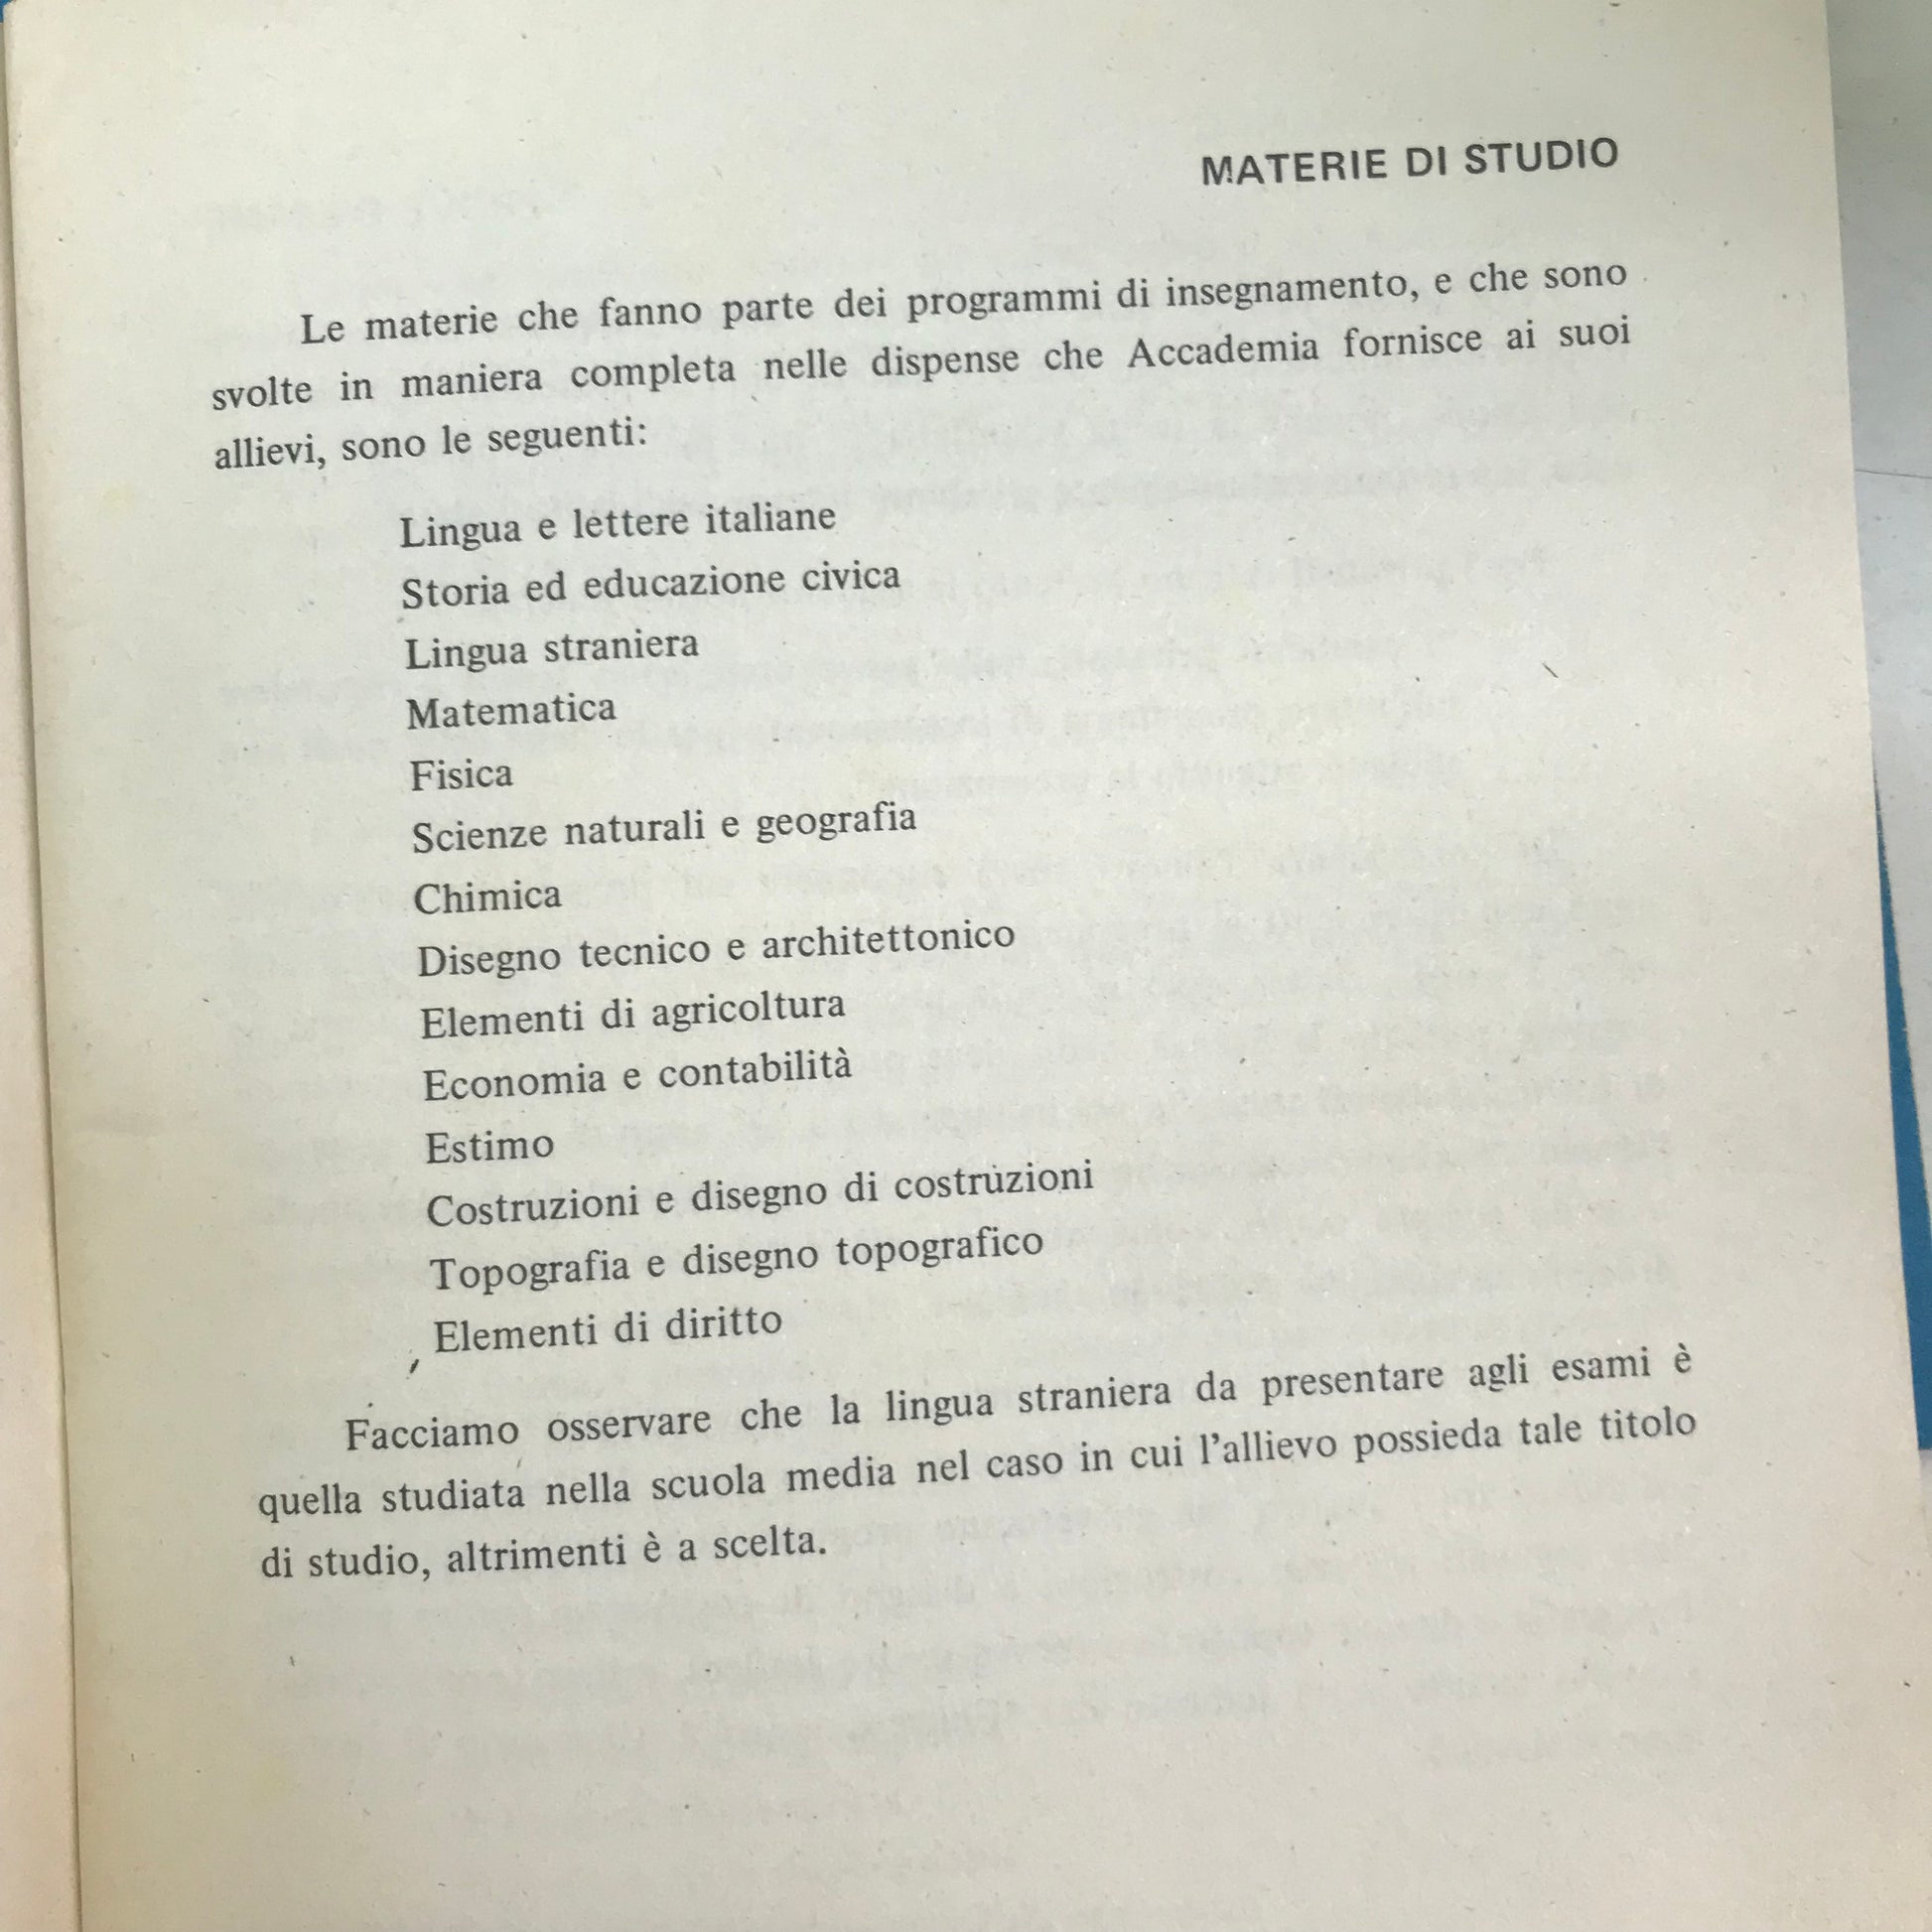 MATERIE DI STUDIO
Le materie che fanno parte dei programmi di insegnamento, e che sono
svolte in maniera completa nelle dispense che Accademia fornisce ai suoi
allievi, sono le seguenti:
Lingua e lettere italiane
Storia ed educazione civica
Lingua straniera
Matematica
Fisica
Scienze naturali e geografia
Chimica
Disegno tecnico e architettonico
Elementi di agricoltura
Economia e contabilità
Estimo
Costruzioni e disegno di costruzioni
Topografia e disegno topografico
Elementi di diritto
Facciamo osservare che la lingua straniera da presentare agli esami è
quella studiata nella scuola media nel caso in cui l'allievo possieda tale titolo
di studio, altrimenti è a scelta.